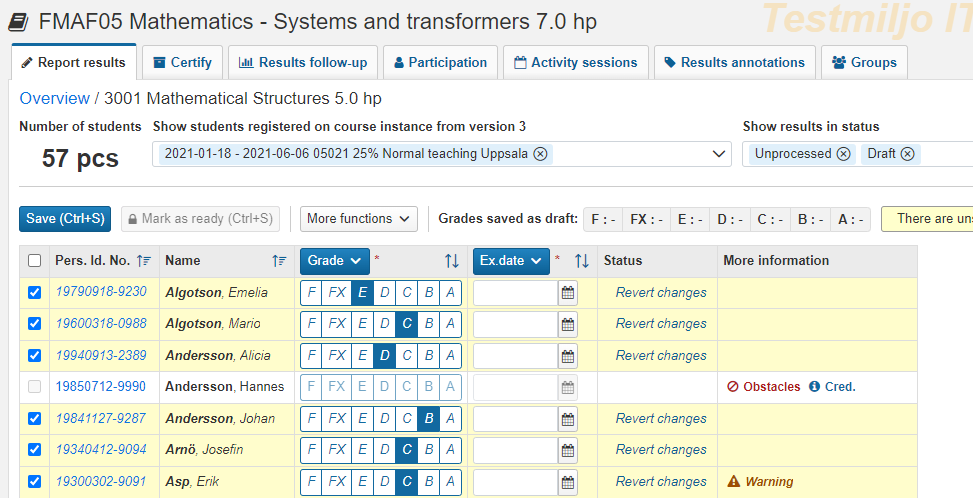 Testmiljo IT
FMAF05 Mathematics - Systems and transformers 7.0 hp
Report results Certify Results follow-up Participation Activity sessions Results annotations Groups
Overview / 3001 Mathematical Structures 5.0 hp
Number of students Show students registered on course instance from version 3 Show results in status
57 pcs 2021-01-18 - 2021-06-06 05021 25% Normal teaching Uppsala Unprocessed Draft
Save (Ctrl+S) Mark as ready (Ctrl+S) More functions Grades saved as draft: F : - FX : - E : - D : - C : - B : - A : - There are
Pers. Id. No. Name Grade * Ex.date * Status More information
19790918-9230 Algotson, Emelia F FX E D C B A Revert changes
19600318-0988 Algotson, Mario F FX E D C B A Revert changes
19940913-2389 Andersson, Alicia F FX E D C B A Revert changes
19850712-9990 Andersson, Hannes F FX E D C B A Obstacles Cred.
19841127-9287 Andersson, Johan F FX E D C B A Revert changes
19340412-9094 Arnö, Josefin F FX E D C B A Revert changes
19300302-9091 Asp, Erik F FX E D C B A Revert changes Warning